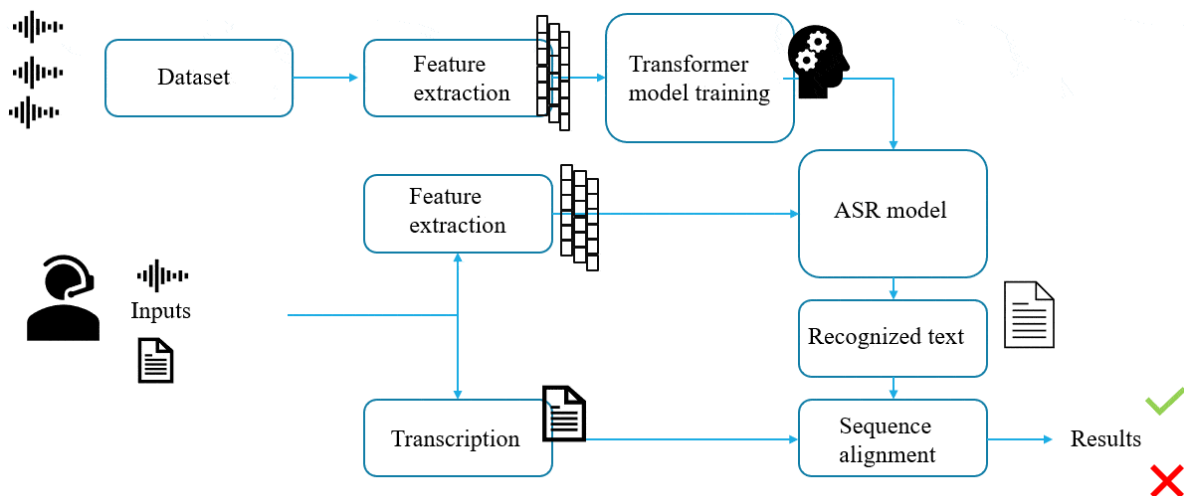 Dataset
Feature
extraction
Transformer
model training
Feature
extraction
ASR model
Inputs
Recognized text
Transcription
Sequence
alignment
Results